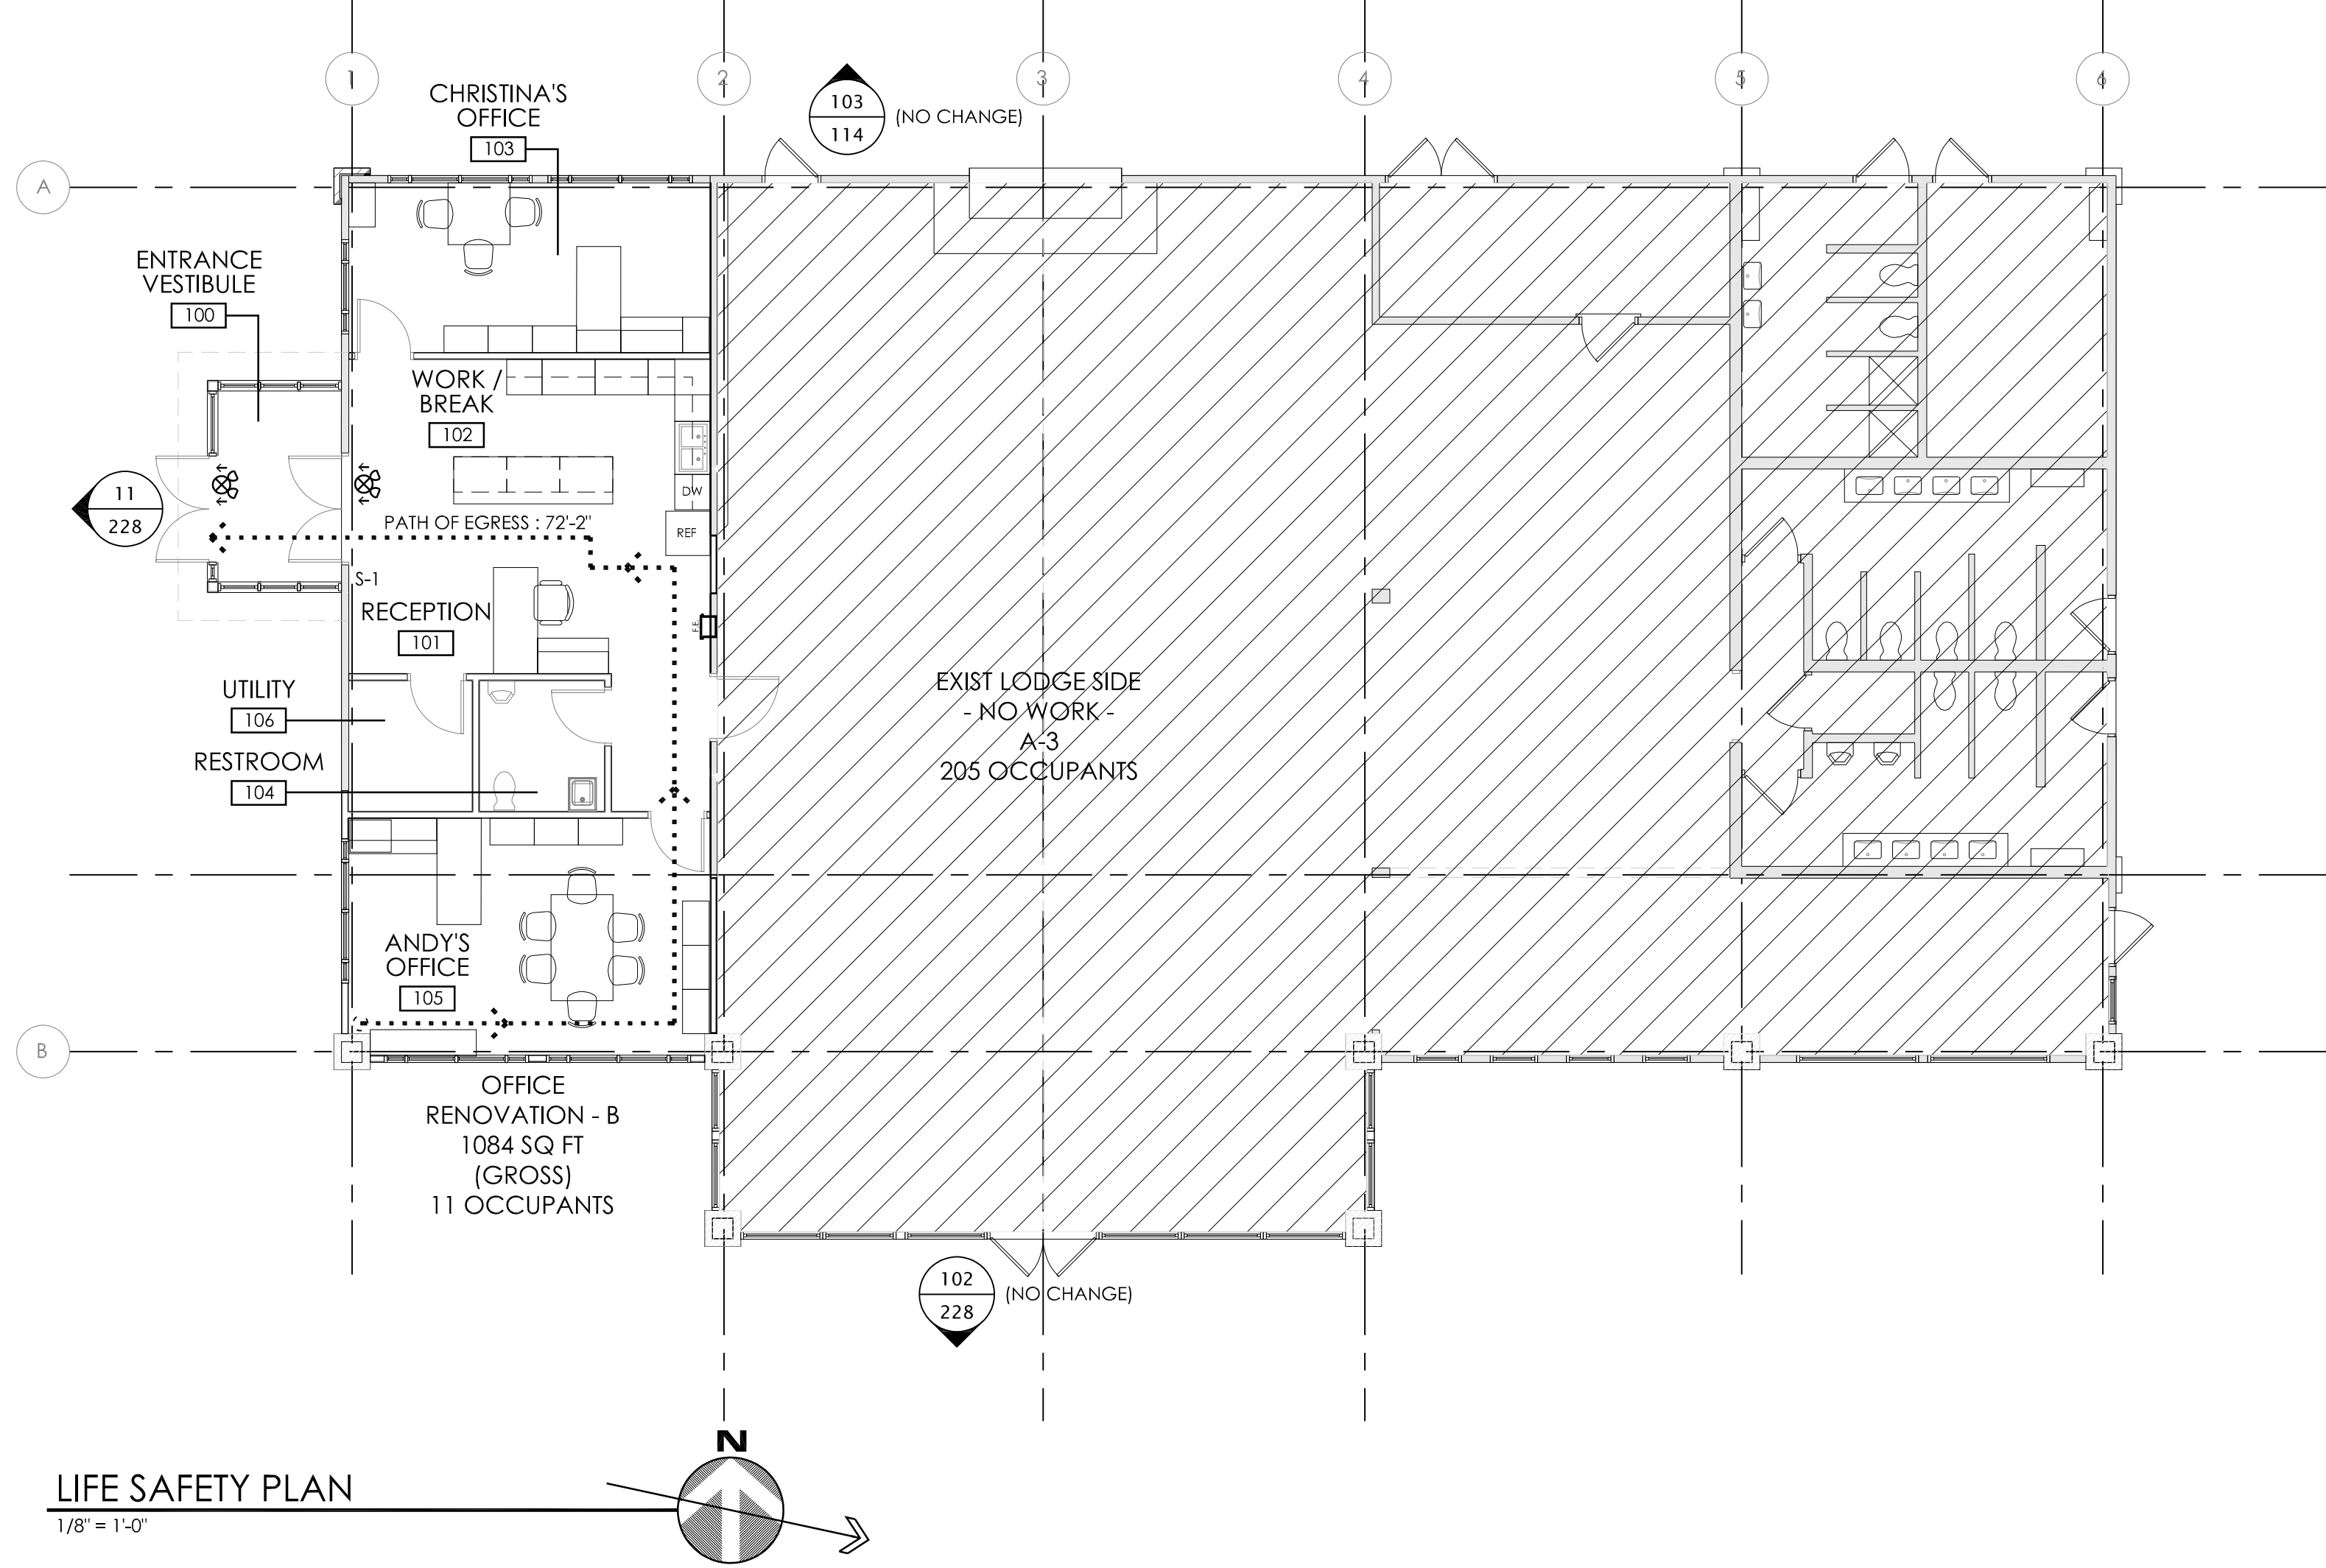 1
2
3
4
5
6
CHRISTINA'S
OFFICE
103
103
114
(NO CHANGE)
A
ENTRANCE
VESTIBULE
100
WORK /
BREAK
102
DW
11
228
PATH OF EGRESS : 72'-2"
REF
S-1
RECEPTION
101
F.E.
UTILITY
106
RESTROOM
104
EXIST LODGE SIDE
- NO WORK -
A-3
205 OCCUPANTS
ANDY'S
OFFICE
105
B
OFFICE
RENOVATION - B
1084 SQ FT
(GROSS)
11 OCCUPANTS
102
228
(NO CHANGE)
N
LIFE SAFETY PLAN
1/8" = 1'-0"